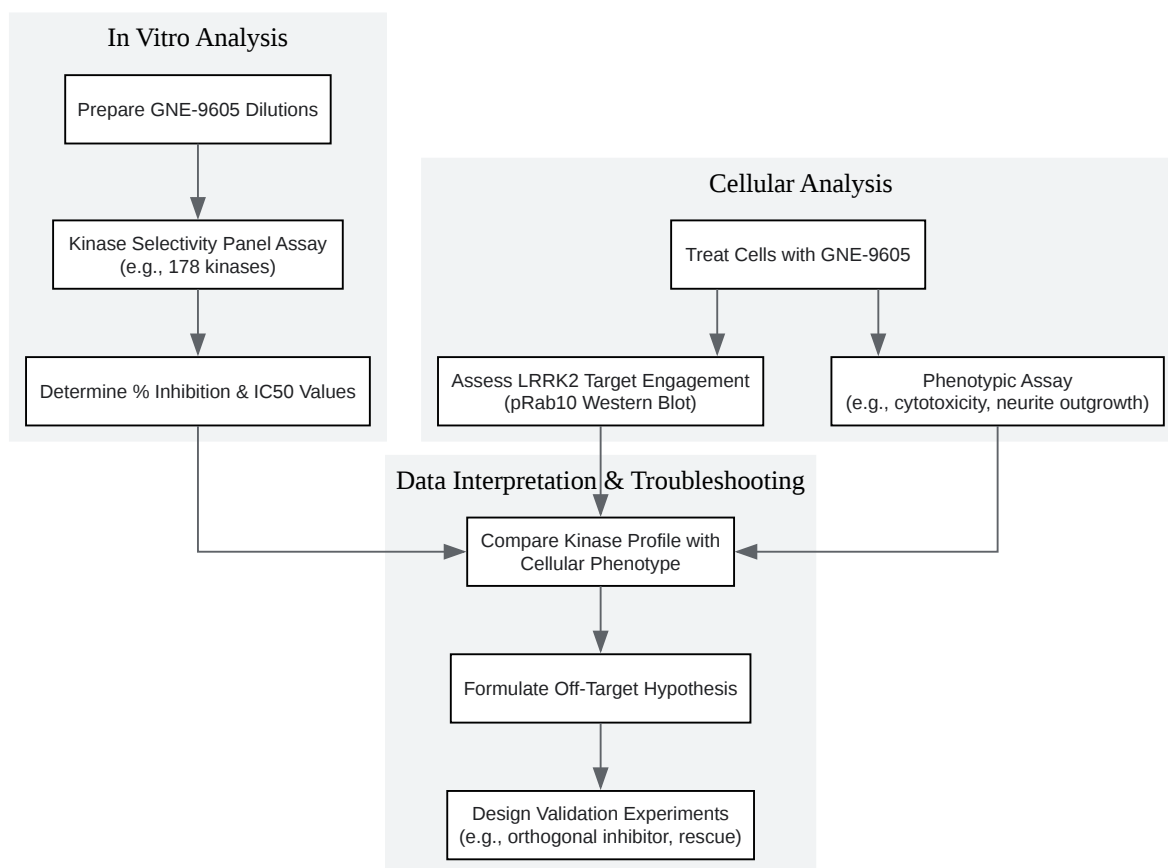 In Vitro Analysis
Prepare GNE-9605 Dilutions
Kinase Selectivity Panel Assay
(e.g., 178 kinases)
Determine % Inhibition & IC50 Values
Cellular Analysis
Treat Cells with GNE-9605
Assess LRRK2 Target Engagement
(pRab10 Western Blot)
Phenotypic Assay
(e.g., cytotoxicity, neurite outgrowth)
Data Interpretation & Troubleshooting
Compare Kinase Profile with
Cellular Phenotype
Formulate Off-Target Hypothesis
Design Validation Experiments
(e.g., orthogonal inhibitor, rescue)